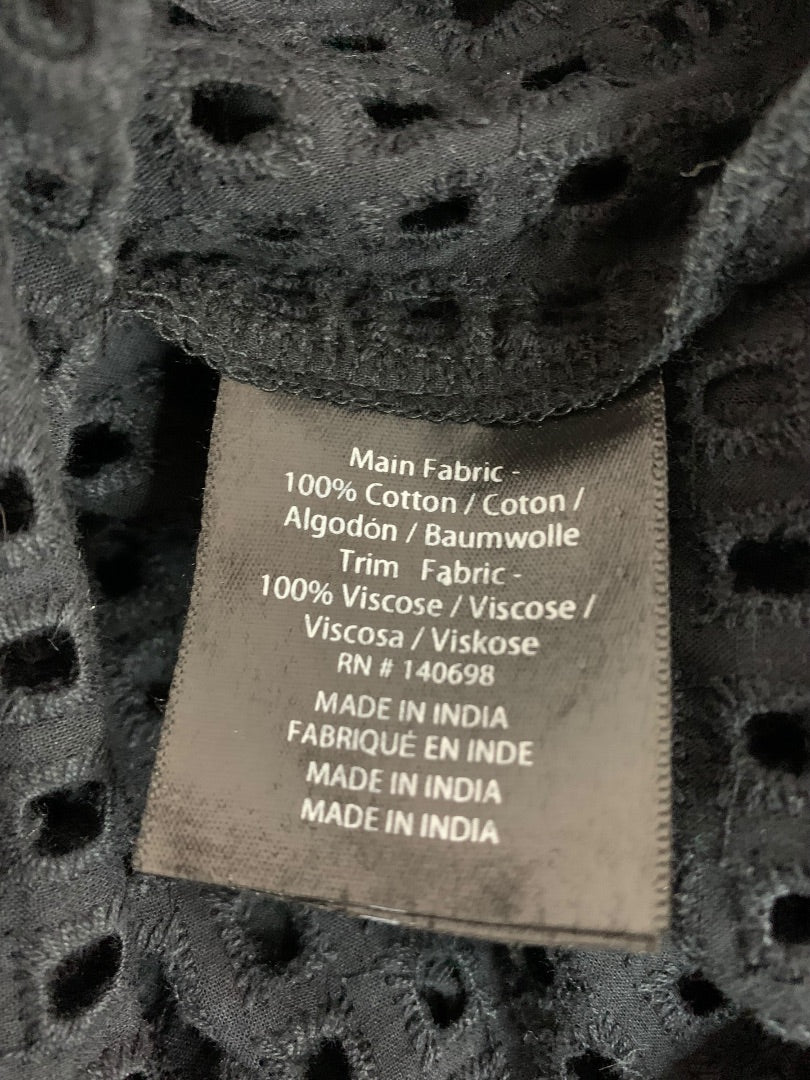 Main Fabric -
100% Cotton / Coton /
Algodón / Baumwolle
Trim Fabric -
100% Viscose / Viscose /
Viscosa / Viskose
RN # 140698
MADE IN INDIA
FABRIQUÉ EN INDE
MADE IN INDIA
MADE IN INDIA